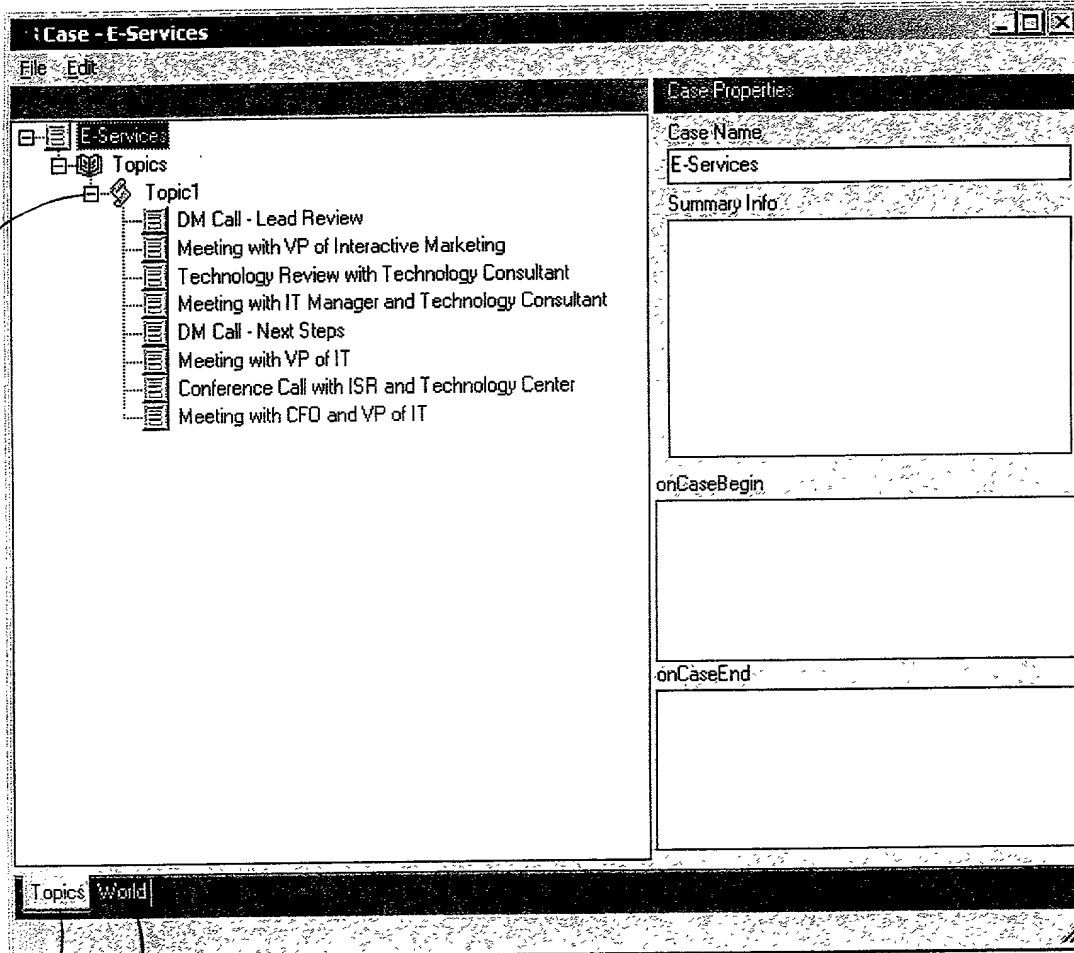 Case - E-Services
File Edit
E-Services
Topics
Topic1
DM Call - Lead Review
Meeting with VP of Interactive Marketing
Technology Review with Technology Consultant
Meeting with IT Manager and Technology Consultant
DM Call - Next Steps
Meeting with VP of IT
Conference Call with ISR and Technology Center
Meeting with CFO and VP of IT
Case Properties
Case Name
E-Services
Summary Info
onCaseBegin
onCaseEnd
Topics World